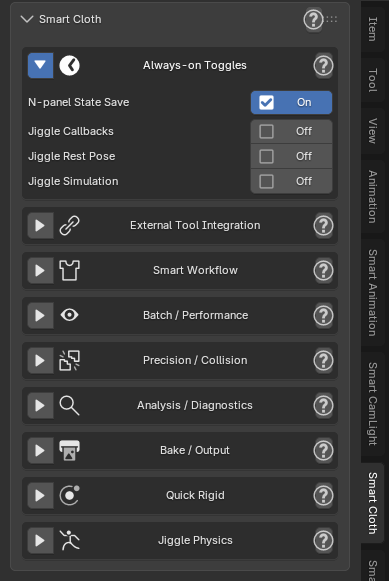 Smart Cloth
Always-on Toggles
N-panel State Save
On
Jiggle Callbacks
Off
Jiggle Rest Pose
Off
Jiggle Simulation
Off
External Tool Integration
Smart Workflow
Batch / Performance
Precision / Collision
Analysis / Diagnostics
Bake / Output
Quick Rigid
Jiggle Physics
Item
Tool
View
Animation
Smart Animation
Smart CamLight
Smart Cloth